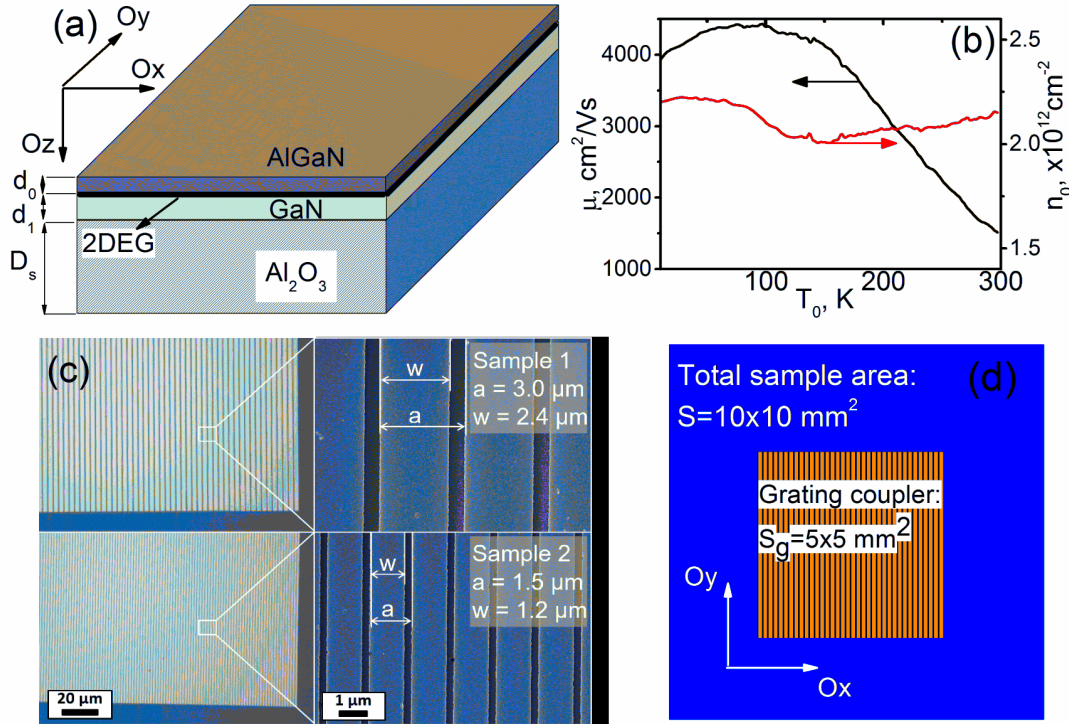 (a)
Oy
Ox
Oz
AlGaN
d₀
GaN
d₁
2DEG
Dₛ
Al₂O₃
(b)
μ, cm²/Vs
4000
3000
2000
1000
100
200
300
T₀, K
2.5
2.0
1.5
n₀, x10¹²cm⁻²
(c)
Sample 1
a = 3.0 μm
w = 2.4 μm
w
a
Sample 2
a = 1.5 μm
w = 1.2 μm
w
a
20 μm
1 μm
(d)
Total sample area:
S=10x10 mm²
Grating coupler:
S_g=5x5 mm²
Oy
Ox